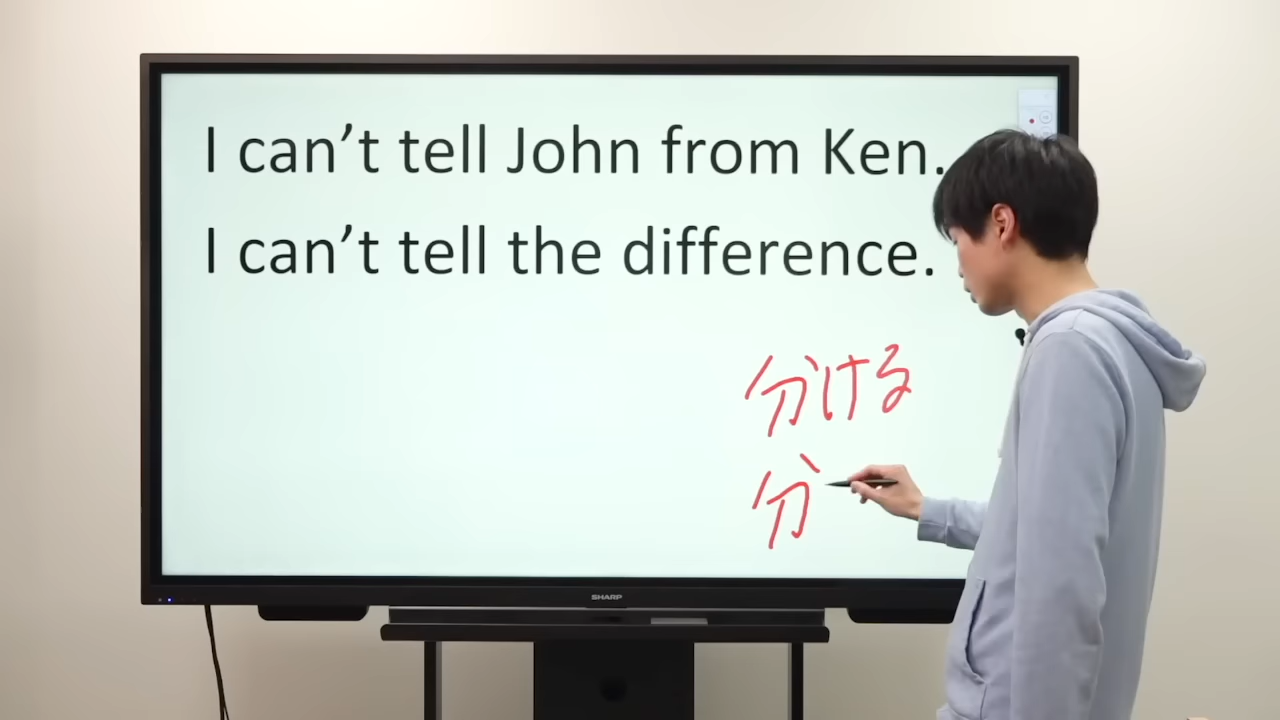 I can't tell John from Ken.
I can't tell the difference.
分ける
分
SHARP